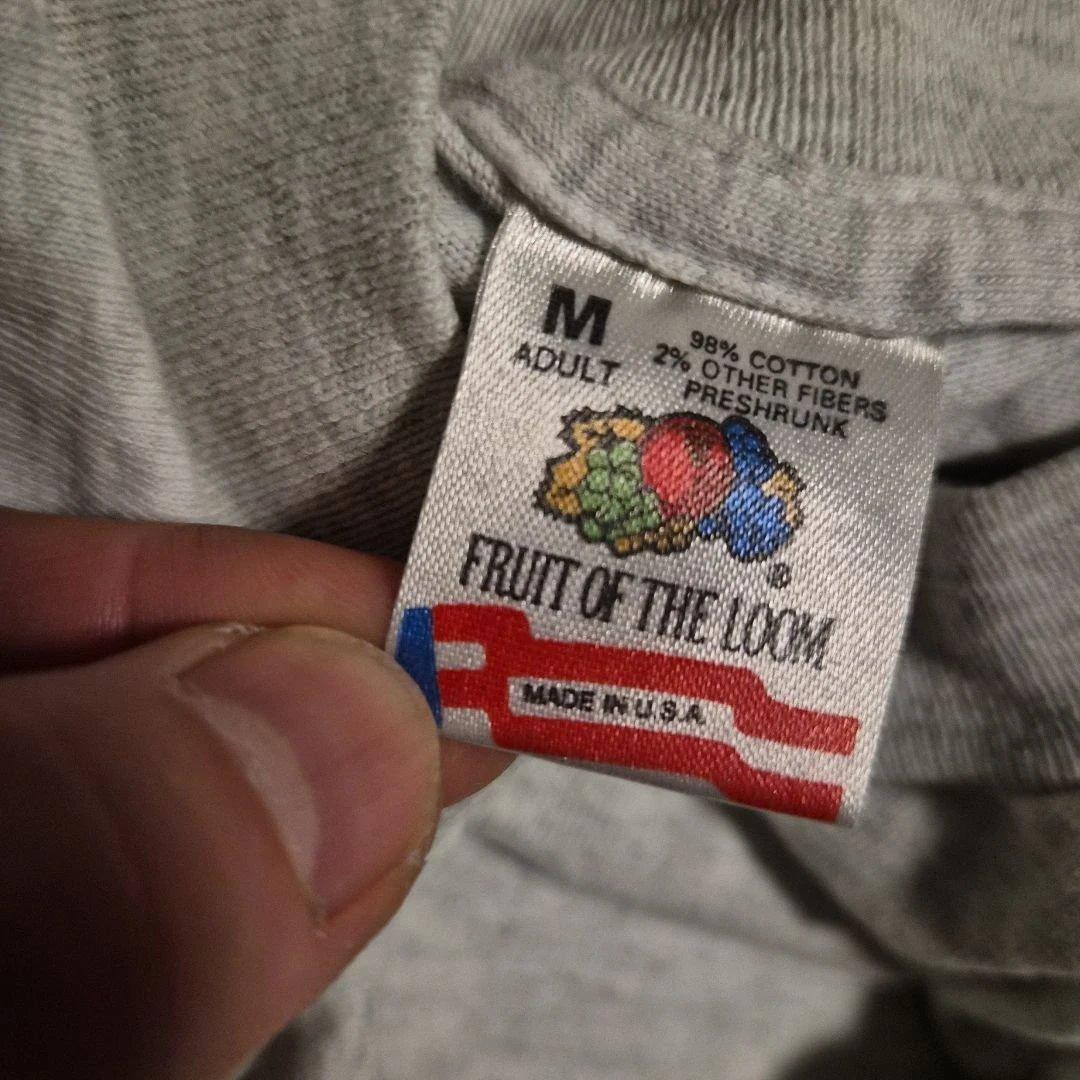 M
ADULT
98% COTTON
2% OTHER FIBERS
PRESHRUNK
®
FRUIT OF THE LOOM
MADE IN U.S.A.